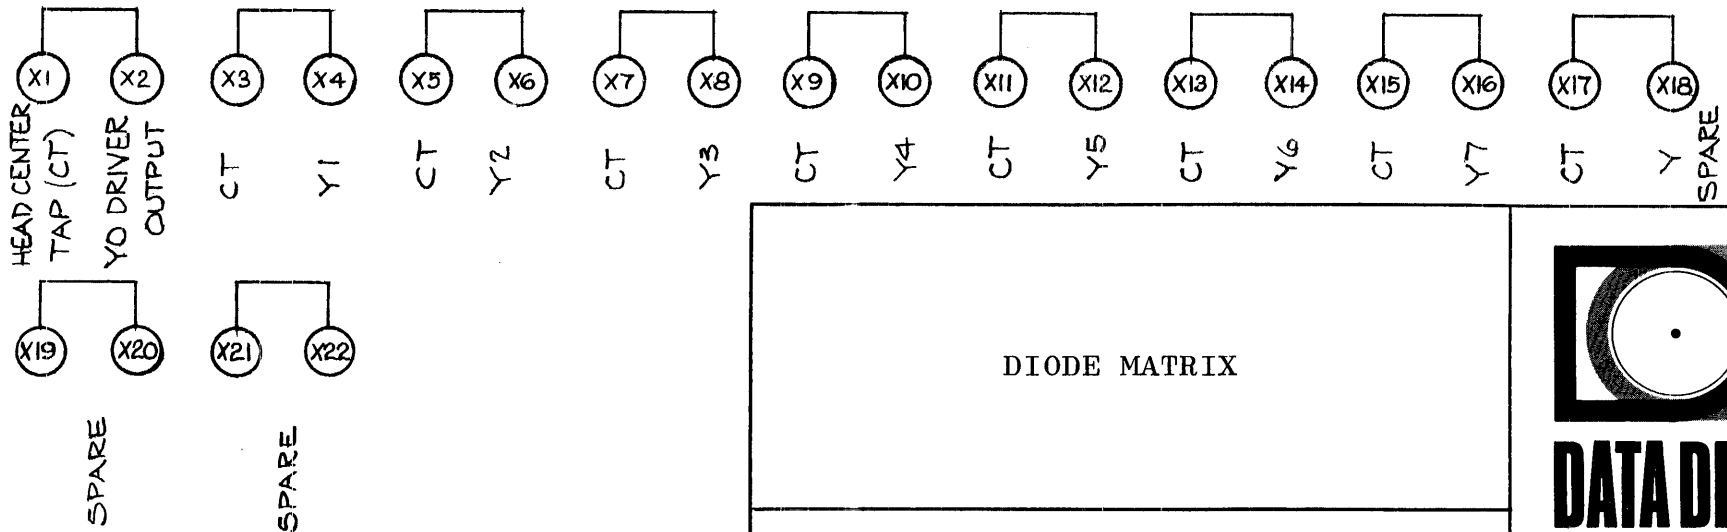 X1 X2 X3 X4 X5 X6 X7 X8 X9 X10 X11 X12 X13 X14 X15 X16 X17 X18
HEAD CENTER
TAP (CT)
YO DRIVER
OUTPUT
CT
Y1
CT
Y2
CT
Y3
CT
Y4
CT
Y5
CT
Y6
CT
Y7
CT
Y
SPARE
X19 X20 X21 X22
SPARE
SPARE
DIODE MATRIX
DATA